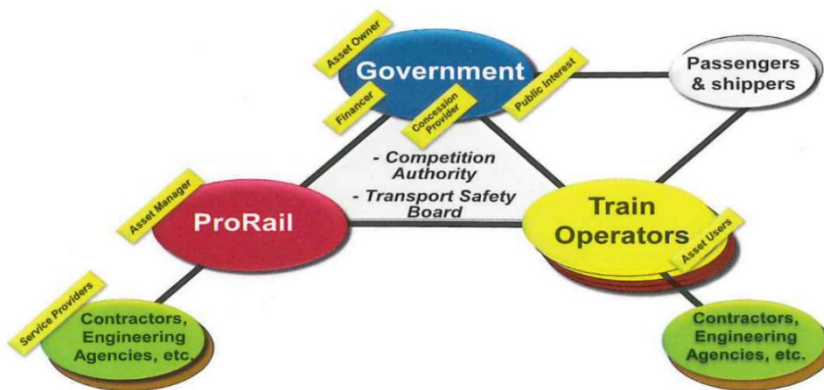 Asset Owner
Government
Financer
Concession
Provider
Public Interest
Passengers
& shippers
- Competition
Authority
- Transport Safety
Board
Asset Manager
ProRail
Train
Operators
Asset Users
Service Providers
Contractors,
Engineering
Agencies, etc.
Contractors,
Engineering
Agencies, etc.